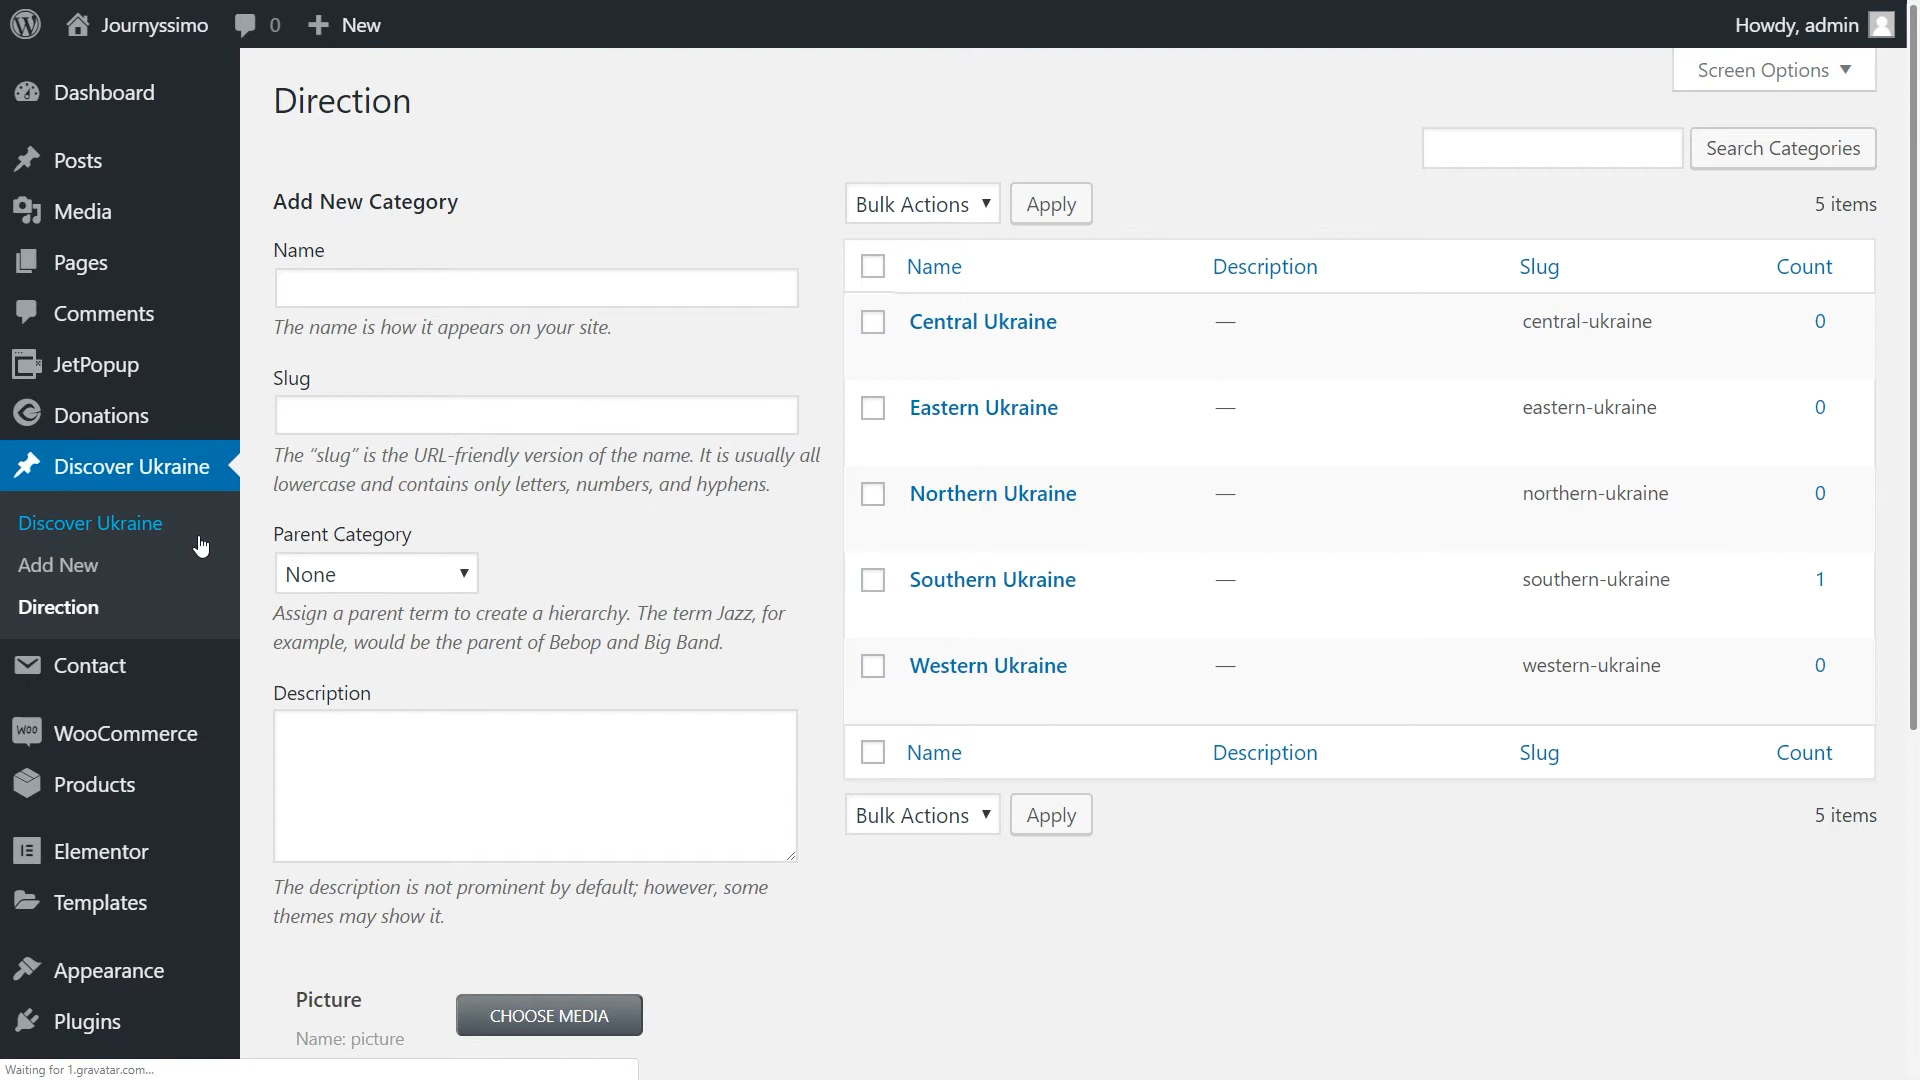 Journyssimo 0 New Howdy, admin
Screen Options
Dashboard
Posts
Media
Pages
Comments
JetPopup
Donations
Discover Ukraine
Discover Ukraine
Add New
Direction
Contact
WooCommerce
Products
Elementor
Templates
Appearance
Plugins
Direction
Search Categories
Add New Category
Name
The name is how it appears on your site.
Slug
The “slug” is the URL-friendly version of the name. It is usually all
lowercase and contains only letters, numbers, and hyphens.
Parent Category
None
Assign a parent term to create a hierarchy. The term Jazz, for
example, would be the parent of Bebop and Big Band.
Description
The description is not prominent by default; however, some
themes may show it.
Picture
CHOOSE MEDIA
Name: picture
Bulk Actions Apply 5 items
Name Description Slug Count
Central Ukraine — central-ukraine 0
Eastern Ukraine — eastern-ukraine 0
Northern Ukraine — northern-ukraine 0
Southern Ukraine — southern-ukraine 1
Western Ukraine — western-ukraine 0
Name Description Slug Count
Bulk Actions Apply 5 items
Waiting for 1.gravatar.com...